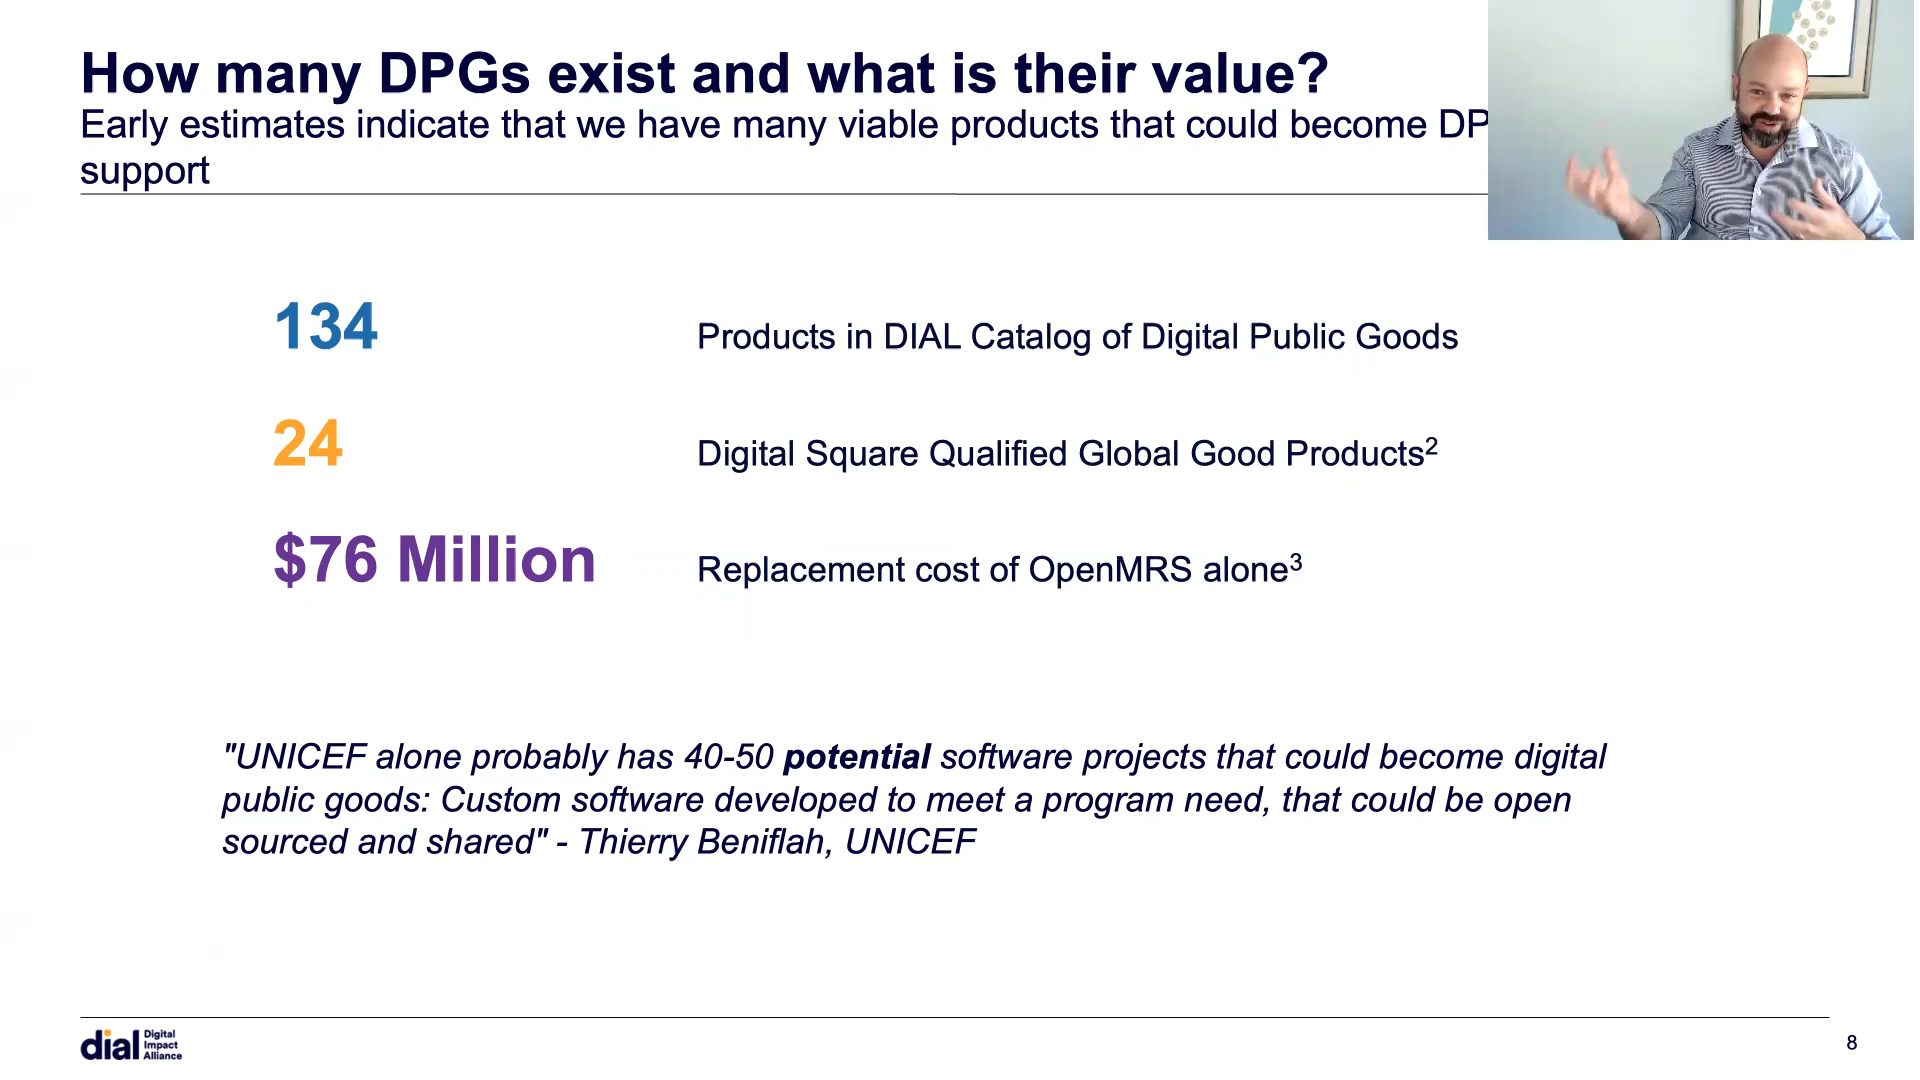 How many DPGs exist and what is their value?
Early estimates indicate that we have many viable products that could become DP
support
134
Products in DIAL Catalog of Digital Public Goods
24
Digital Square Qualified Global Good Products2
$76 Million
Replacement cost of OpenMRS alone3
"UNICEF alone probably has 40-50 potential software projects that could become digital
public goods: Custom software developed to meet a program need, that could be open
sourced and shared" - Thierry Beniflah, UNICEF
dial Digital
Impact
Alliance
8